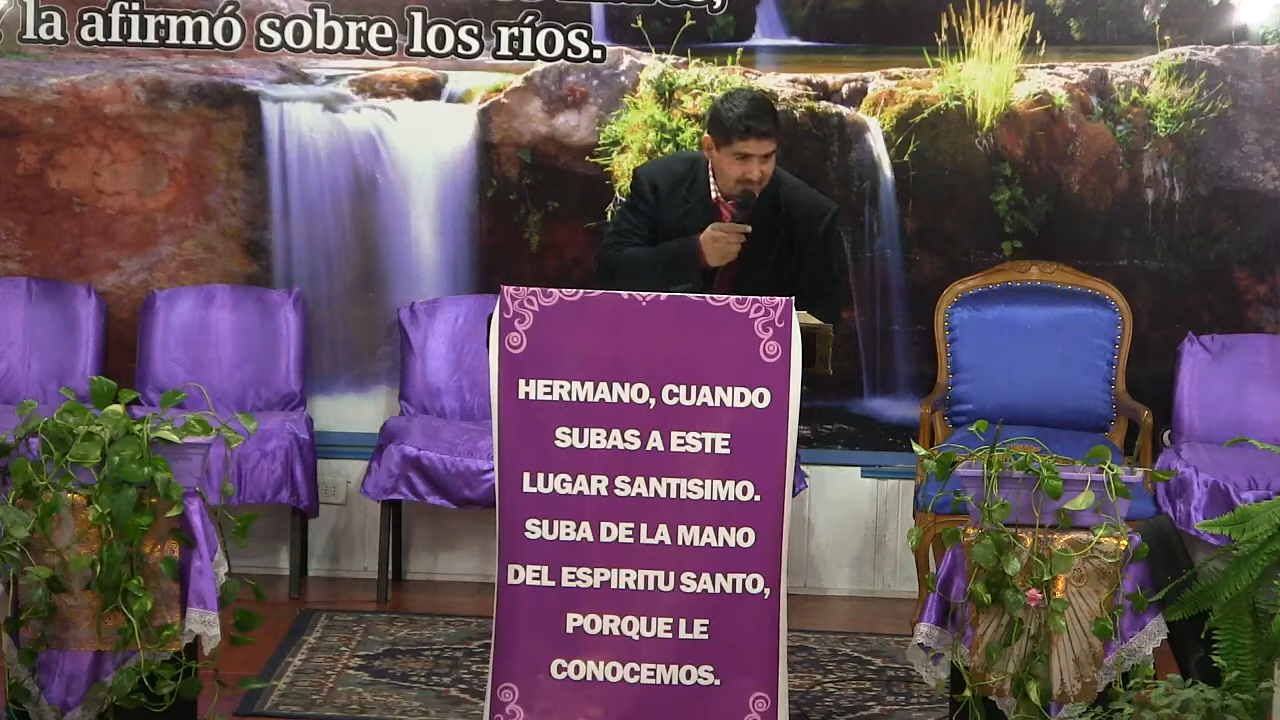 la afirmó sobre los ríos.
HERMANO, CUANDO
SUBAS A ESTE
LUGAR SANTISIMO.
SUBA DE LA MANO
DEL ESPIRITU SANTO,
PORQUE LE
CONOCEMOS.